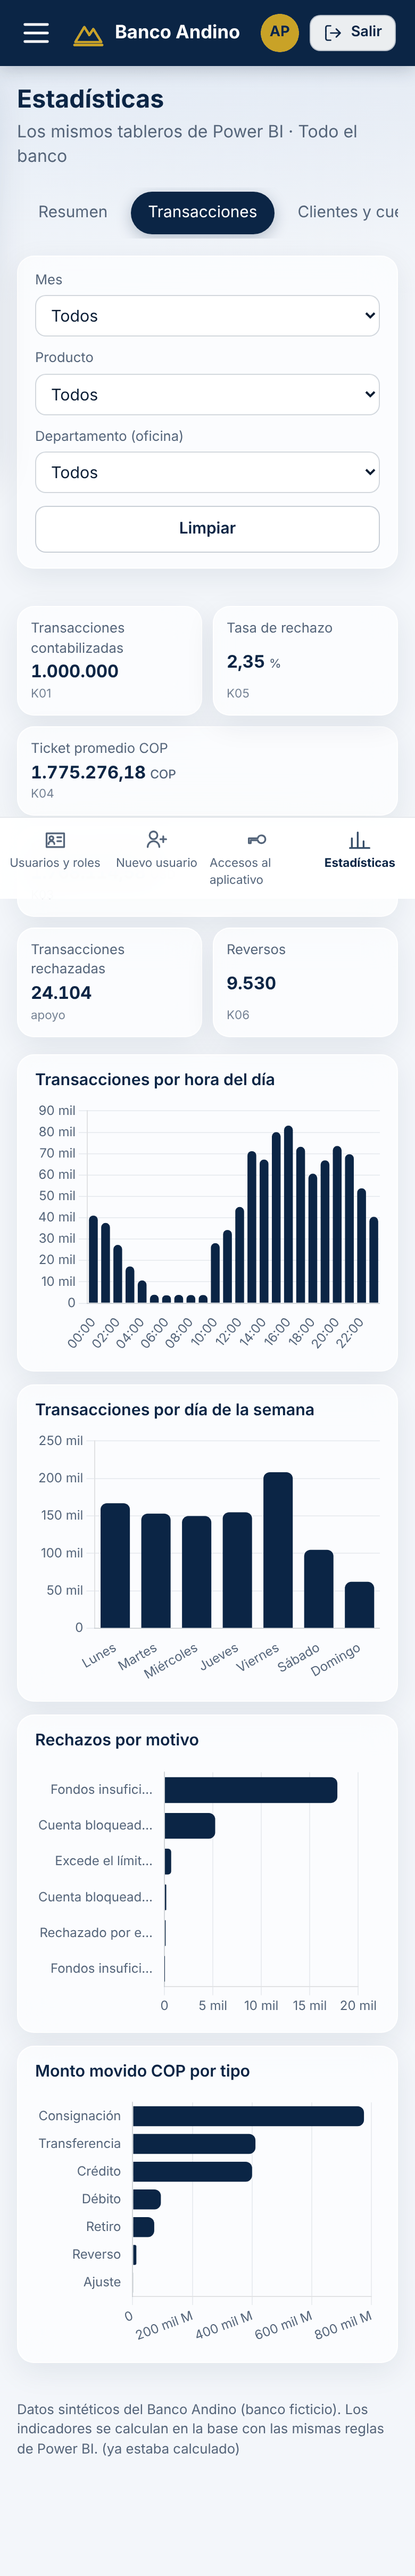 Banco Andino
AP
Salir
Estadísticas
Los mismos tableros de Power BI · Todo el
banco
Resumen
Transacciones
Clientes y cue
Mes
Todos
Producto
Todos
Departamento (oficina)
Todos
Limpiar
Transacciones
contabilizadas
1.000.000
K01
Tasa de rechazo
2,35 %
K05
Ticket promedio COP
1.775.276,18 COP
K04
Usuarios y roles
Nuevo usuario
Accesos al
aplicativo
Estadísticas
Transacciones
rechazadas
24.104
apoyo
Reversos
9.530
K06
Transacciones por hora del día
90 mil
80 mil
70 mil
60 mil
50 mil
40 mil
30 mil
20 mil
10 mil
0
00:00
02:00
04:00
06:00
08:00
10:00
12:00
14:00
16:00
18:00
20:00
22:00
Transacciones por día de la semana
250 mil
200 mil
150 mil
100 mil
50 mil
0
Lunes
Martes
Miércoles
Jueves
Viernes
Sábado
Domingo
Rechazos por motivo
Fondos insufici...
Cuenta bloquead...
Excede el límit...
Cuenta bloquead...
Rechazado por e...
Fondos insufici...
0
5 mil
10 mil
15 mil
20 mil
Monto movido COP por tipo
Consignación
Transferencia
Crédito
Débito
Retiro
Reverso
Ajuste
0
200 mil M
400 mil M
600 mil M
800 mil M
Datos sintéticos del Banco Andino (banco ficticio). Los
indicadores se calculan en la base con las mismas reglas
de Power BI. (ya estaba calculado)